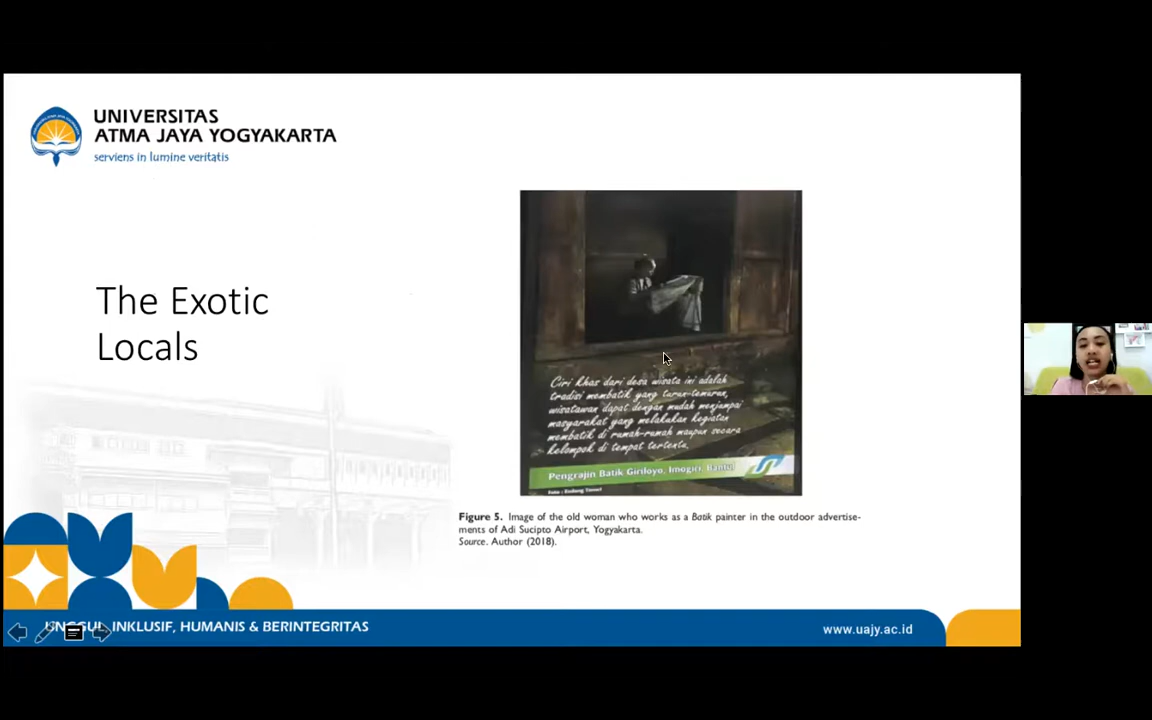 UNIVERSITAS
ATMA JAYA YOGYAKARTA
serviens in lumine veritatis
The Exotic
Locals
Ciri khas dari desa wisata ini adalah
tradisi membatik yang turun-temurun,
wisatawan dapat dengan mudah menjumpai
masyarakat yang melakukan kegiatan
membatik di rumah-rumah maupun secara
kelompok di tempat tertentu.
Pengrajin Batik Giriloyo, Imogiri, Bantul
Figure 5. Image of the old woman who works as a Batik painter in the outdoor advertise-
ments of Adi Sucipto Airport, Yogyakarta.
Source. Author (2018).
UNGGUL, INKLUSIF, HUMANIS & BERINTEGRITAS
www.uajy.ac.id